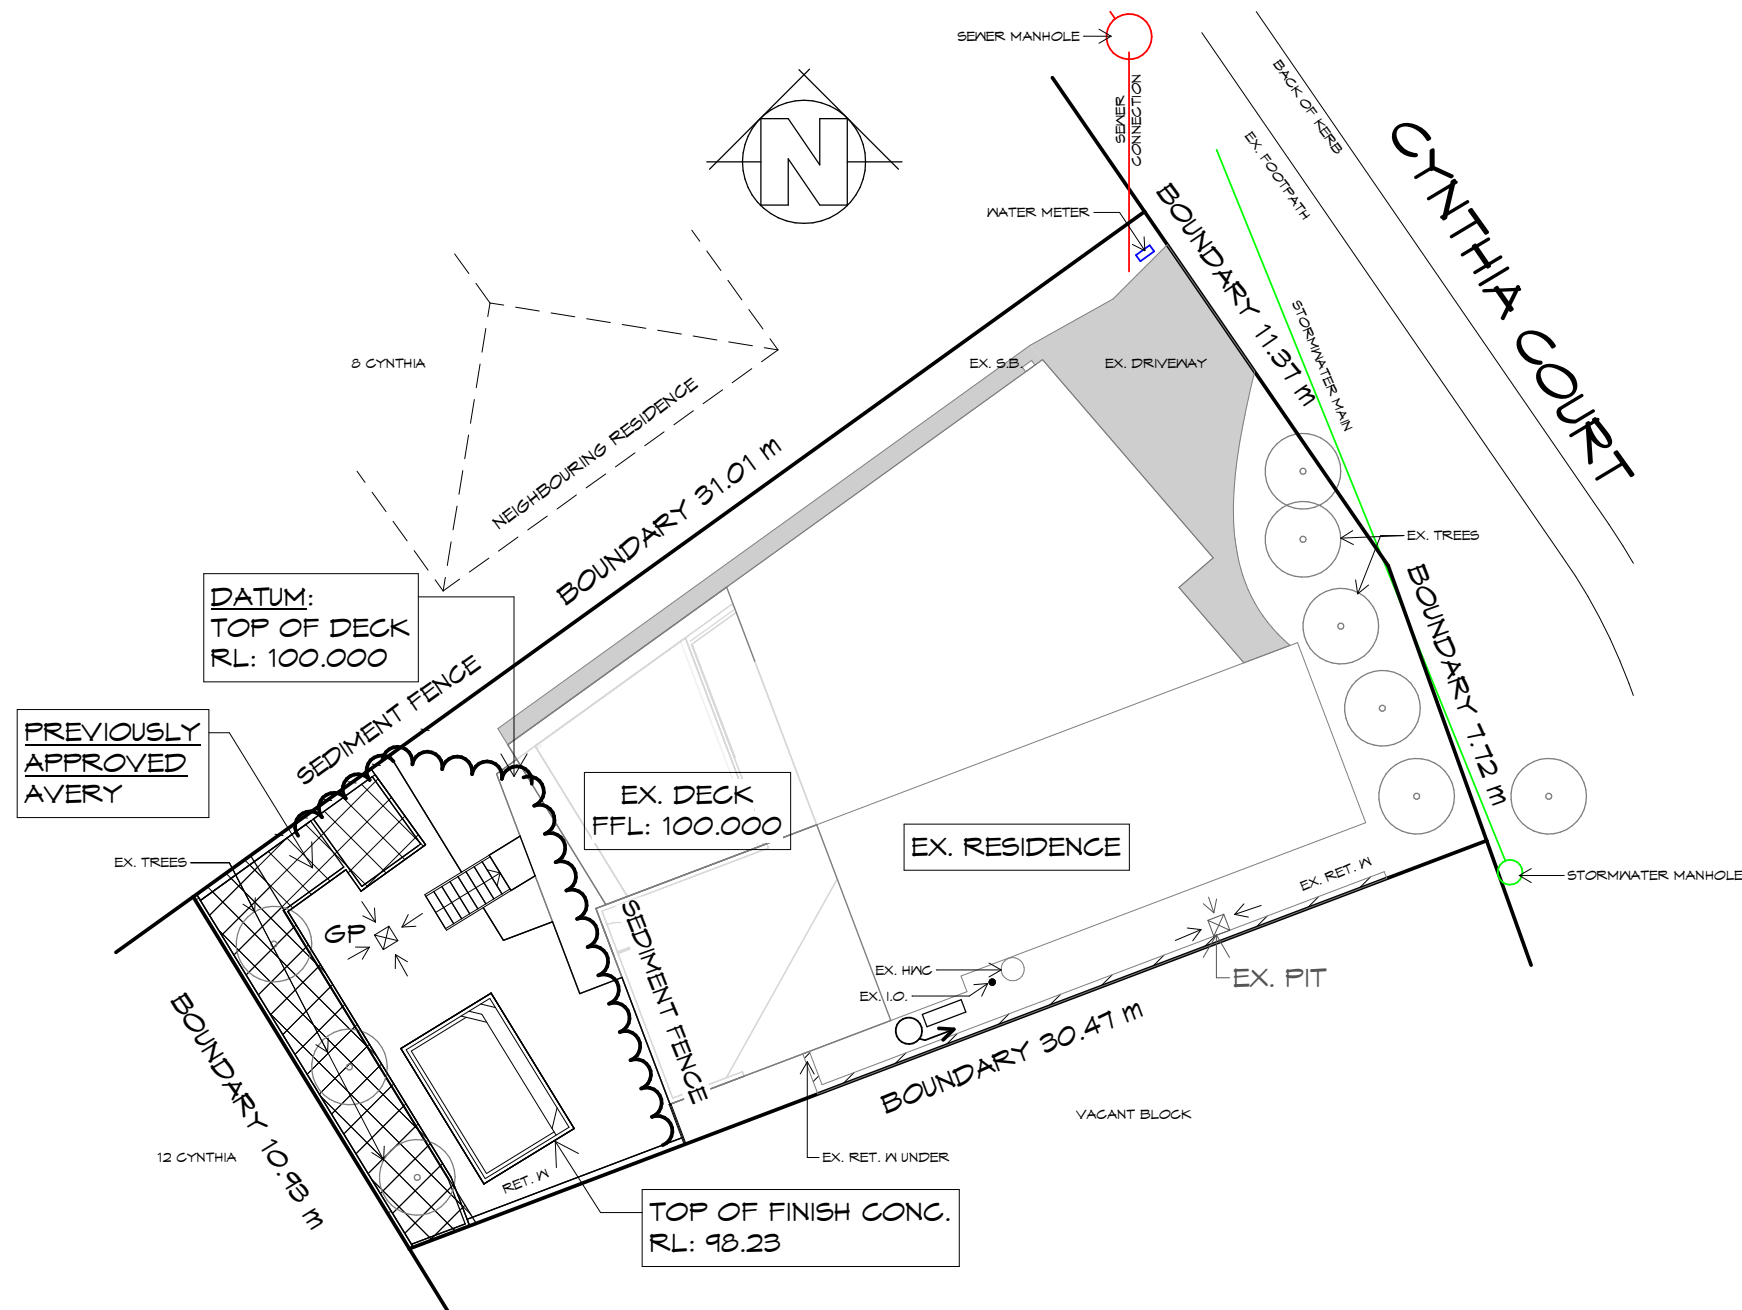 SEWER MANHOLE
SEWER
CONNECTION
BACK OF KERB
EX. FOOTPATH
CYNTHIA COURT
N
WATER METER
BOUNDARY 11.37 m
STORMWATER MAIN
8 CYNTHIA
NEIGHBOURING RESIDENCE
EX. S.B.
EX. DRIVEWAY
BOUNDARY 31.01 m
EX. TREES
BOUNDARY 7.72 m
DATUM:
TOP OF DECK
RL: 100.000
SEDIMENT FENCE
PREVIOUSLY
APPROVED
AVERY
EX. DECK
FFL: 100.000
EX. RESIDENCE
EX. TREES
EX. RET. W
STORMWATER MANHOLE
GP
SEDIMENT FENCE
EX. HWC
EX. I.O.
EX. PIT
BOUNDARY 30.47 m
BOUNDARY 10.93 m
VACANT BLOCK
12 CYNTHIA
RET. W
EX. RET. W UNDER
TOP OF FINISH CONC.
RL: 98.23